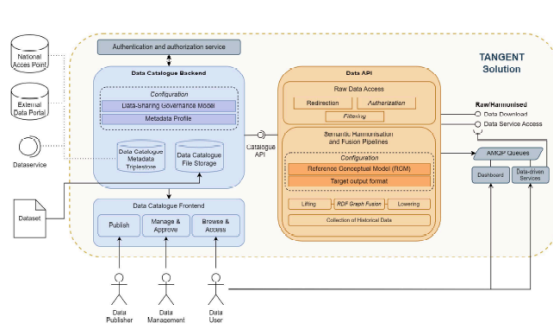 National
Acces Point
External
Data Portal
Dataservice
Dataset
Authentication and authorization service
Data Catalogue Backend
Configuration
Data-Sharing Governance Model
Metadata Profile
Data Catalogue
Metadata
Triplestore
Data Catalogue
File Storage
Data Catalogue Frontend
Publish
Manage &
Approve
Browse &
Access
Data
Publisher
Data
Management
Data
User
Catalogue
API
Data API
Raw Data Access
Redirection
Authorization
Filtering
Semantic Harmonisation
and Fusion Pipelines
Configuration
Reference Conceptual Model (RCM)
Target output format
Lifting
RDF Graph Fusion
Lowering
Collection of Historical Data
TANGENT
Solution
Raw/Harmonised
Data Download
Data Service Access
AMQP Queues
Dashboard
Data-driven
Services